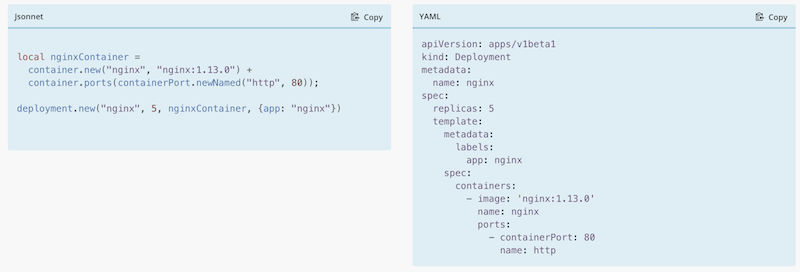 Jsonnet
Copy
local nginxContainer =
  container.new("nginx", "nginx:1.13.0") +
  container.ports(containerPort.newNamed("http", 80));
deployment.new("nginx", 5, nginxContainer, {app: "nginx"})
YAML
Copy
apiVersion: apps/v1beta1
kind: Deployment
metadata:
  name: nginx
spec:
  replicas: 5
  template:
    metadata:
      labels:
        app: nginx
    spec:
      containers:
        - image: 'nginx:1.13.0'
          name: nginx
          ports:
            - containerPort: 80
              name: http